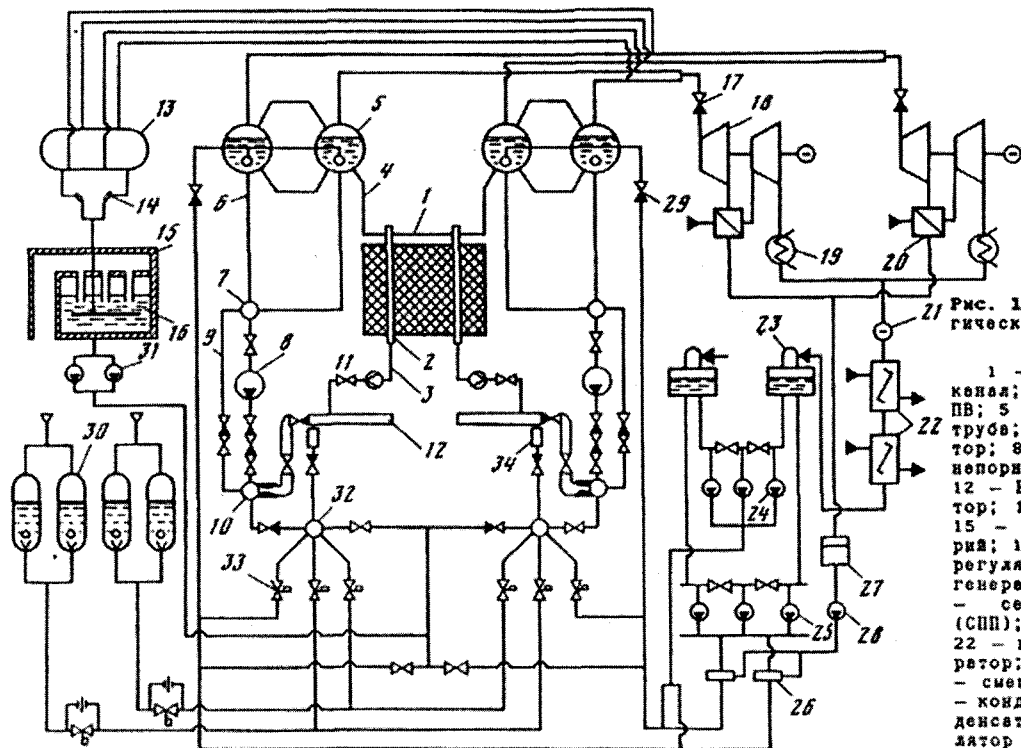 13
5
17
18
4
6
1
14
29
15
19
20
7
16
2
21
Рис. 1
гическ
9
8
3
23
31
11
1 –
канал;
ПВ; 5
труба;
тор; 8
непорн
12 –
тор; 1
15 –
рий; 1
регуля
генера
– се
(СПП);
22 –
ратор;
– смеш
– конд
денсат
лятор
22
12
34
30
24
10
32
27
33
25
28
26